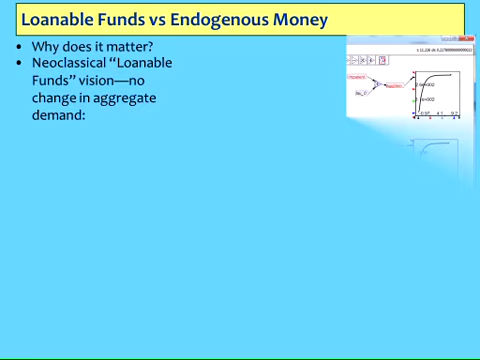 Loanable Funds vs Endogenous Money
• Why does it matter?
• Neoclassical “Loanable
Funds” vision—no
change in aggregate
demand: